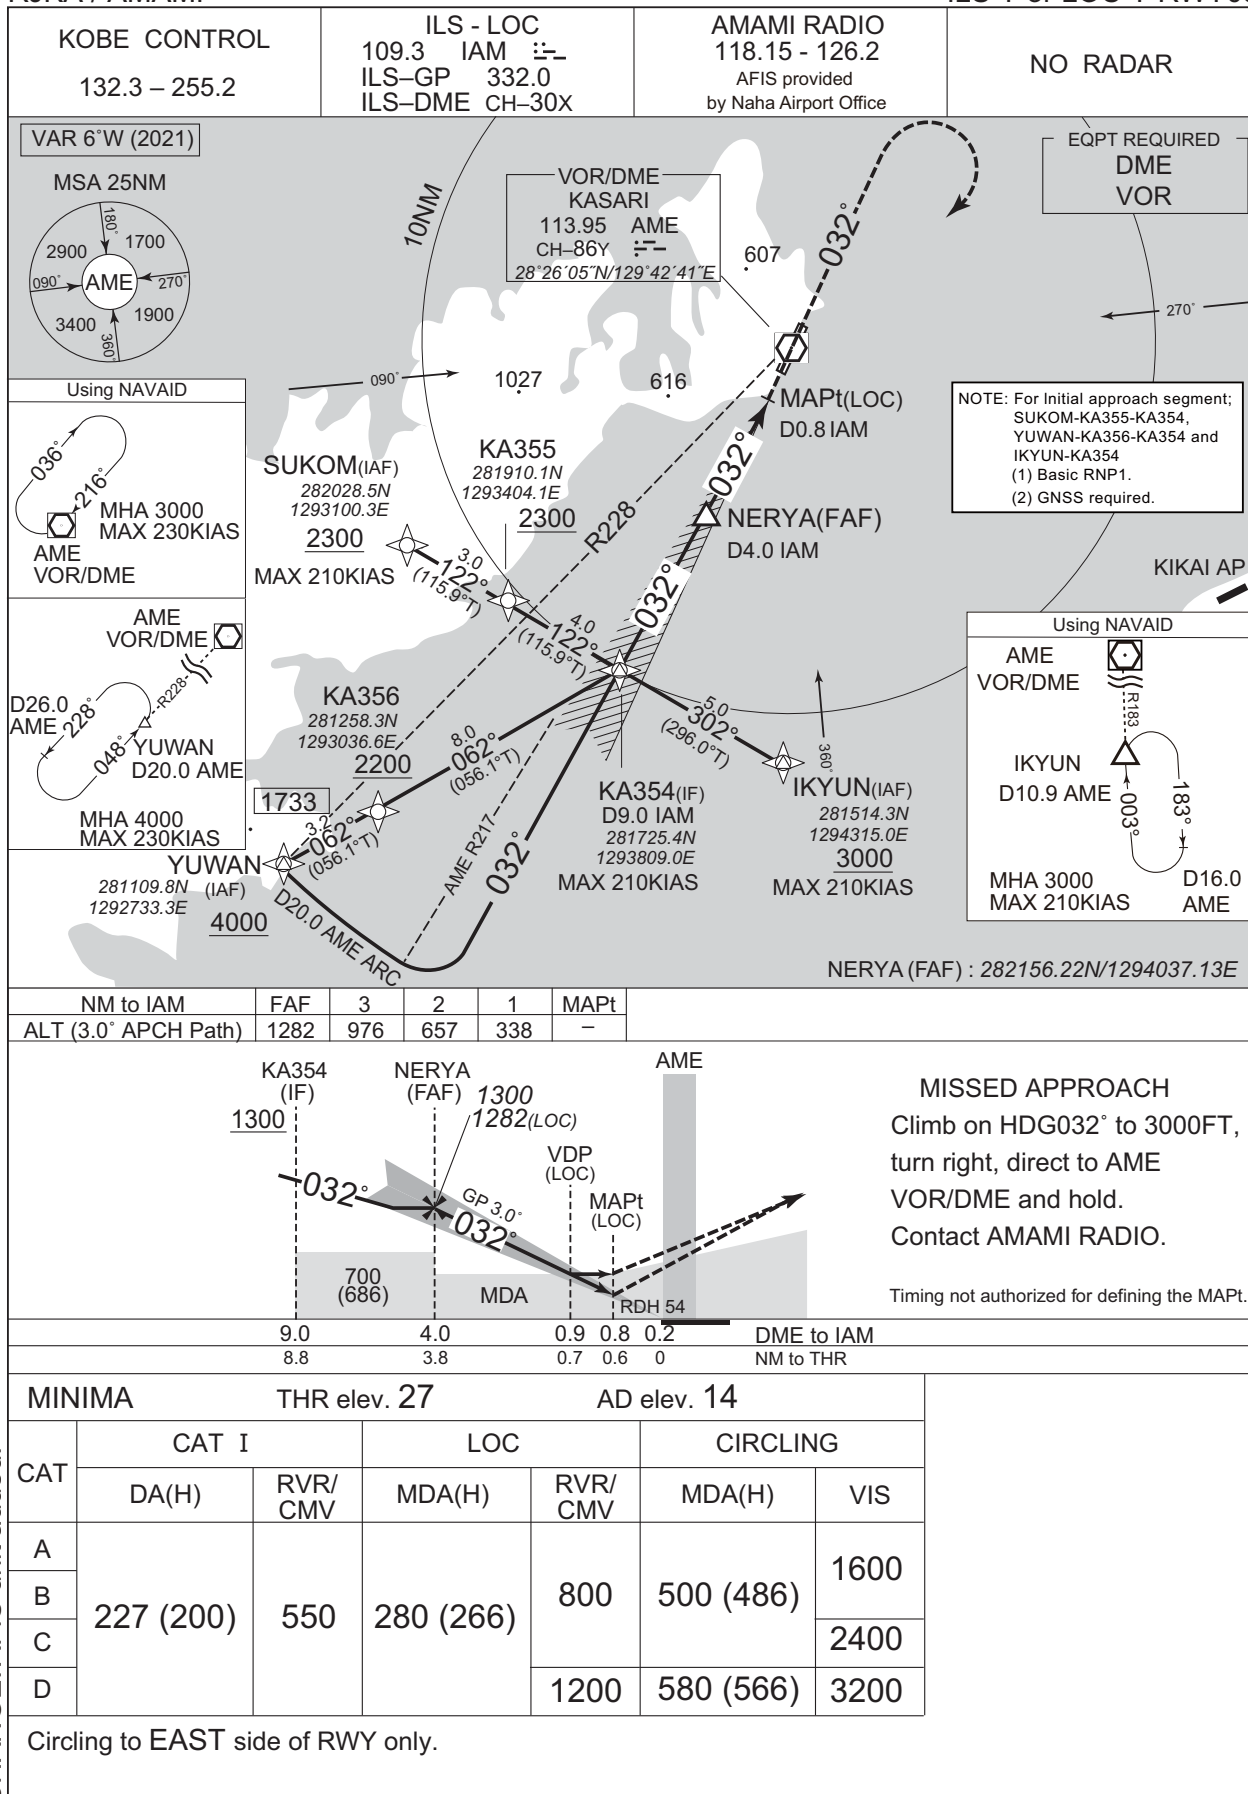 KOBE CONTROL
132.3 – 255.2
ILS - LOC
109.3 IAM
ILS–GP 332.0
ILS–DME CH–30X
AMAMI RADIO
118.15 - 126.2
AFIS provided
by Naha Airport Office
NO RADAR
VAR 6°W (2021)
MSA 25NM
180°
2900
1700
090°
AME
270°
3400
1900
360°
10NM
VOR/DME
KASARI
113.95 AME
CH–86Y
28°26´05˝N/129°42´41˝E
607
032°
EQPT REQUIRED
DME
VOR
270°
Using NAVAID
036°
216°
MHA 3000
MAX 230KIAS
AME
VOR/DME
090°
1027
616
MAPt(LOC)
D0.8 IAM
NOTE: For Initial approach segment;
SUKOM-KA355-KA354,
YUWAN-KA356-KA354 and
IKYUN-KA354
(1) Basic RNP1.
(2) GNSS required.
SUKOM(IAF)
282028.5N
1293100.3E
2300
MAX 210KIAS
KA355
281910.1N
1293404.1E
2300
R228
032°
NERYA(FAF)
D4.0 IAM
3.0
122°
(115.9°T)
4.0
122°
(115.9°T)
032°
KIKAI AP
AME
VOR/DME
R228
D26.0
AME
228°
048°
YUWAN
D20.0 AME
MHA 4000
MAX 230KIAS
KA356
281258.3N
1293036.6E
2200
8.0
062°
(056.1°T)
5.0
302°
(296.0°T)
360°
1733
3.2
062°
(056.1°T)
YUWAN
(IAF)
281109.8N
1292733.3E
4000
D20.0 AME ARC
AME R217
032°
KA354(IF)
D9.0 IAM
281725.4N
1293809.0E
MAX 210KIAS
IKYUN(IAF)
281514.3N
1294315.0E
3000
MAX 210KIAS
Using NAVAID
AME
VOR/DME
R183
IKYUN
D10.9 AME
003°
183°
MHA 3000
MAX 210KIAS
D16.0
AME
NERYA (FAF) : 282156.22N/1294037.13E
NM to IAM FAF 3 2 1 MAPt
ALT (3.0° APCH Path) 1282 976 657 338 –
KA354
(IF)
1300
NERYA
(FAF)
1300
1282(LOC)
AME
VDP
(LOC)
MAPt
(LOC)
032°
GP 3.0°
032°
700
(686)
MDA
RDH 54
9.0 4.0 0.9 0.8 0.2 DME to IAM
8.8 3.8 0.7 0.6 0 NM to THR
MISSED APPROACH
Climb on HDG032° to 3000FT,
turn right, direct to AME
VOR/DME and hold.
Contact AMAMI RADIO.
Timing not authorized for defining the MAPt.
MINIMA THR elev. 27 AD elev. 14
CAT CAT I LOC CIRCLING
DA(H) RVR/CMV MDA(H) RVR/CMV MDA(H) VIS
A
B
C
D
227 (200) 550 280 (266)
800 500 (486) 1600
2400
1200 580 (566) 3200
Circling to EAST side of RWY only.